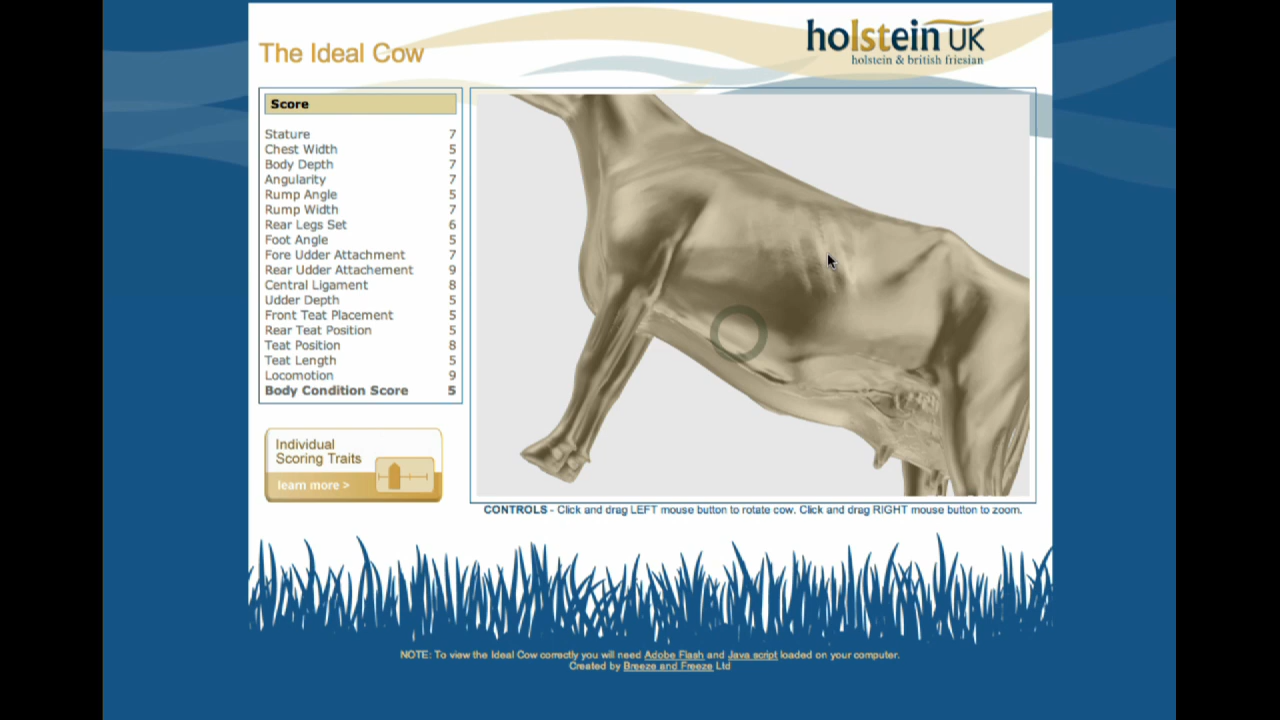 The Ideal Cow
holstein UK
holstein & british friesian
Score
Stature 7
Chest Width 5
Body Depth 7
Angularity 7
Rump Angle 5
Rump Width 7
Rear Legs Set 6
Foot Angle 5
Fore Udder Attachment 7
Rear Udder Attachement 9
Central Ligament 8
Udder Depth 5
Front Teat Placement 5
Rear Teat Position 5
Teat Position 8
Teat Length 5
Locomotion 9
Body Condition Score 5
Individual
Scoring Traits
learn more >
CONTROLS - Click and drag LEFT mouse button to rotate cow. Click and drag RIGHT mouse button to zoom.
NOTE: To view the Ideal Cow correctly you will need Adobe Flash and Java script loaded on your computer.
Created by Breeze and Freeze Ltd